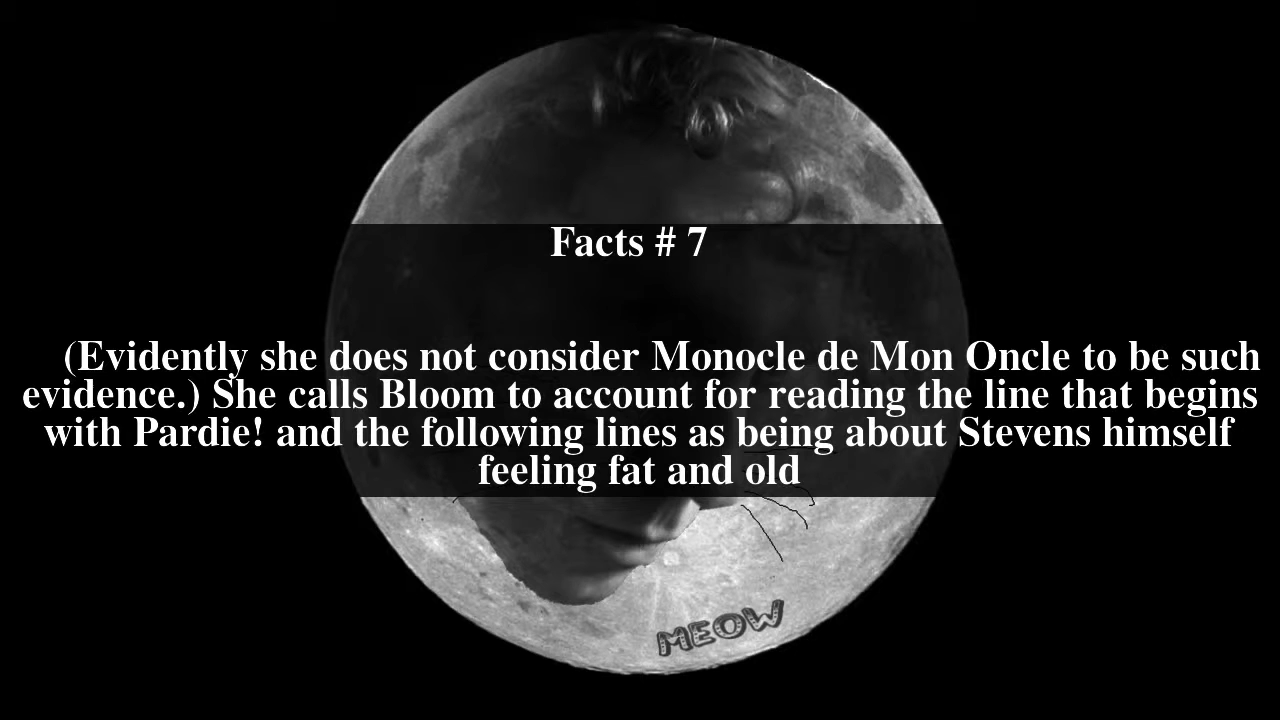 Facts # 7
(Evidently she does not consider Monocle de Mon Oncle to be such
evidence.) She calls Bloom to account for reading the line that begins
with Pardie! and the following lines as being about Stevens himself
feeling fat and old
MEOW